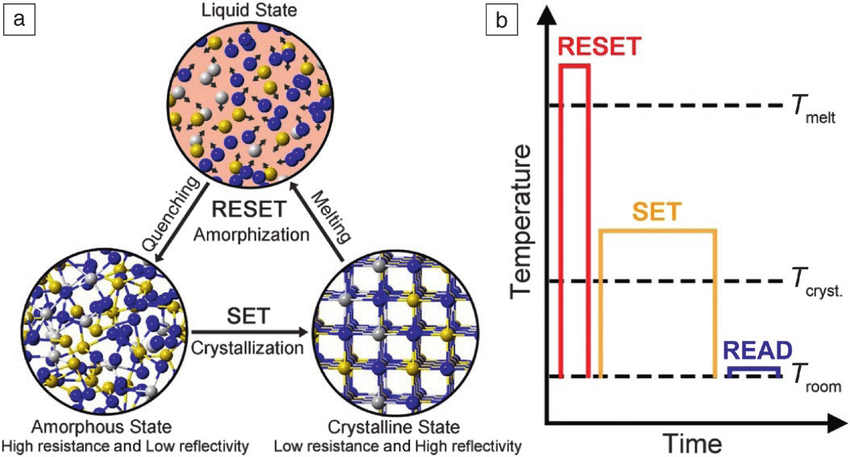 a
Liquid State
Quenching
RESET
Amorphization
Melting
SET
Crystallization
Amorphous State
High resistance and Low reflectivity
Crystalline State
Low resistance and High reflectivity
b
Temperature
RESET
T melt
SET
T cryst.
READ
T room
Time